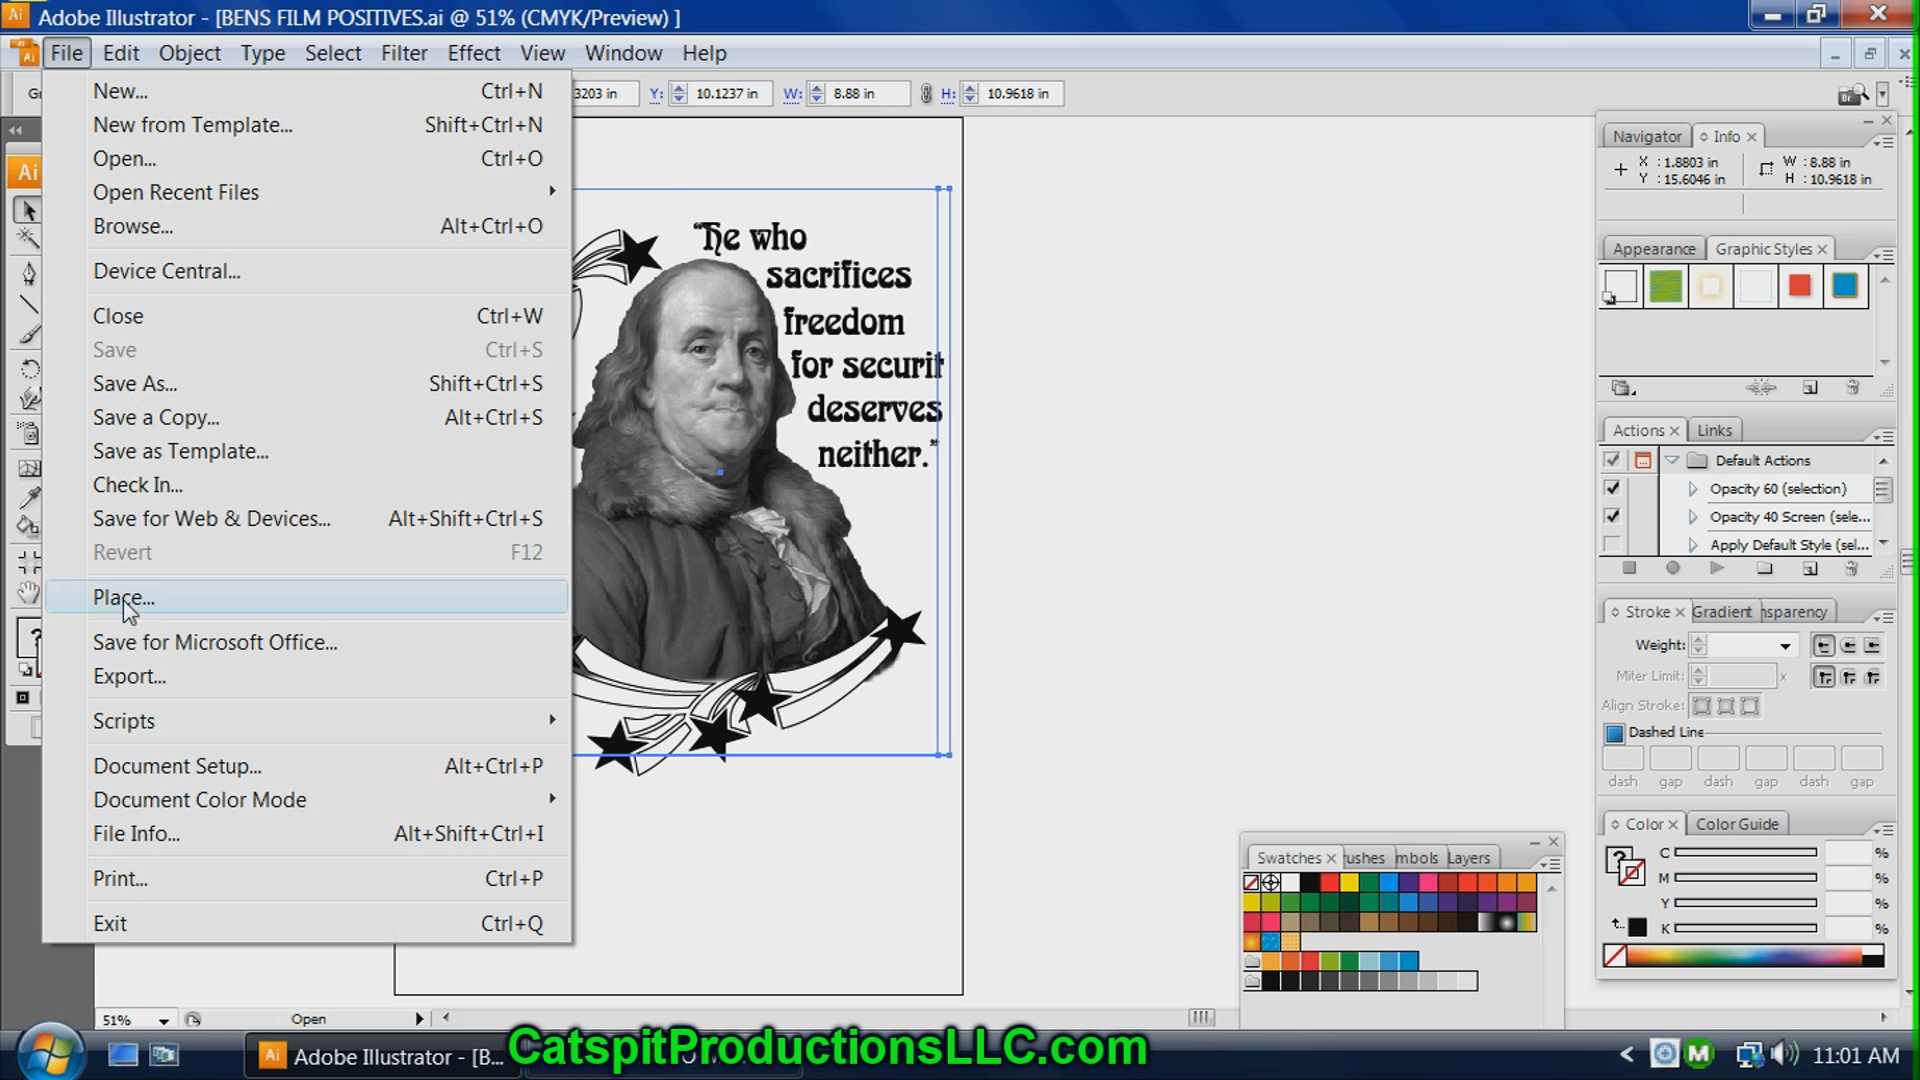 Adobe Illustrator - [BENS FILM POSITIVES.ai @ 51% (CMYK/Preview) ]
File Edit Object Type Select Filter Effect View Window Help
3203 in Y: 10.1237 in W: 8.88 in H: 10.9618 in
New... Ctrl+N
New from Template... Shift+Ctrl+N
Open... Ctrl+O
Open Recent Files
Browse... Alt+Ctrl+O
Device Central...
Close Ctrl+W
Save Ctrl+S
Save As... Shift+Ctrl+S
Save a Copy... Alt+Ctrl+S
Save as Template...
Check In...
Save for Web & Devices... Alt+Shift+Ctrl+S
Revert F12
Place...
Save for Microsoft Office...
Export...
Scripts
Document Setup... Alt+Ctrl+P
Document Color Mode
File Info... Alt+Shift+Ctrl+I
Print... Ctrl+P
Exit Ctrl+Q
"He who
sacrifices
freedom
for securit
deserves
neither."
Navigator Info
X : 1.8803 in W : 8.88 in
Y : 15.6046 in H : 10.9618 in
Appearance Graphic Styles
Actions Links
Default Actions
Opacity 60 (selection)
Opacity 40 Screen (sele...
Apply Default Style (sel...
Stroke Gradient nsparency
Weight:
Miter Limit: x
Align Stroke:
Dashed Line
dash gap dash gap dash gap
Color Color Guide
C %
M %
Y %
K %
Swatches rushes mbols Layers
51% Open
Adobe Illustrator - [B...
CatspitProductionsLLC.com
11:01 AM